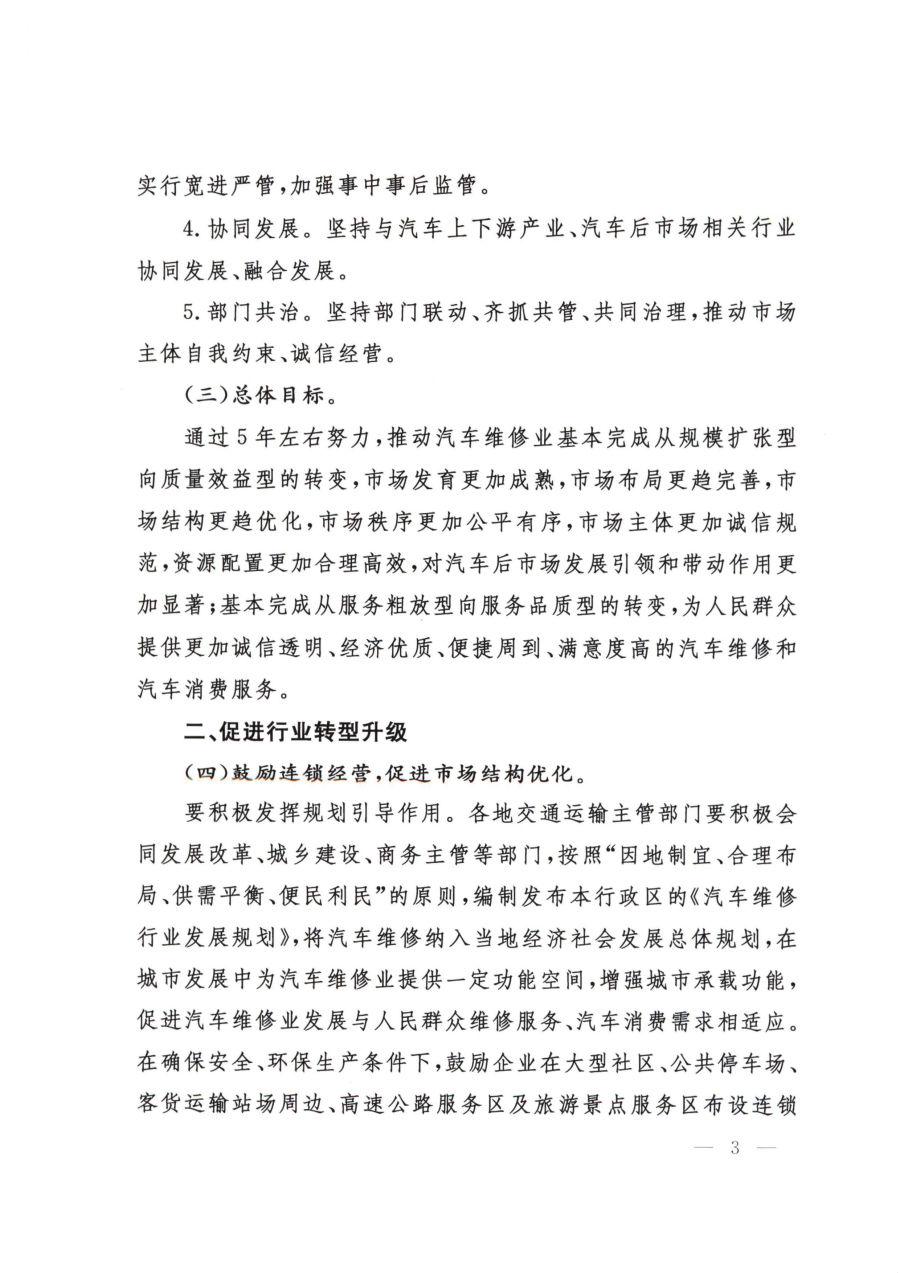 实行宽进严管,加强事中事后监管。
4. 协同发展。坚持与汽车上下游产业、汽车后市场相关行业
协同发展、融合发展。
5. 部门共治。坚持部门联动、齐抓共管、共同治理,推动市场
主体自我约束、诚信经营。
(三)总体目标。
通过 5 年左右努力,推动汽车维修业基本完成从规模扩张型
向质量效益型的转变,市场发育更加成熟,市场布局更趋完善,市
场结构更趋优化,市场秩序更加公平有序,市场主体更加诚信规
范,资源配置更加合理高效,对汽车后市场发展引领和带动作用更
加显著;基本完成从服务粗放型向服务品质型的转变,为人民群众
提供更加诚信透明、经济优质、便捷周到、满意度高的汽车维修和
汽车消费服务。
二、促进行业转型升级
(四)鼓励连锁经营,促进市场结构优化。
要积极发挥规划引导作用。各地交通运输主管部门要积极会
同发展改革、城乡建设、商务主管等部门,按照“因地制宜、合理布
局、供需平衡、便民利民”的原则,编制发布本行政区的《汽车维修
行业发展规划》,将汽车维修纳入当地经济社会发展总体规划,在
城市发展中为汽车维修业提供一定功能空间,增强城市承载功能,
促进汽车维修业发展与人民群众维修服务、汽车消费需求相适应。
在确保安全、环保生产条件下,鼓励企业在大型社区、公共停车场、
客货运输站场周边、高速公路服务区及旅游景点服务区布设连锁
— 3 —